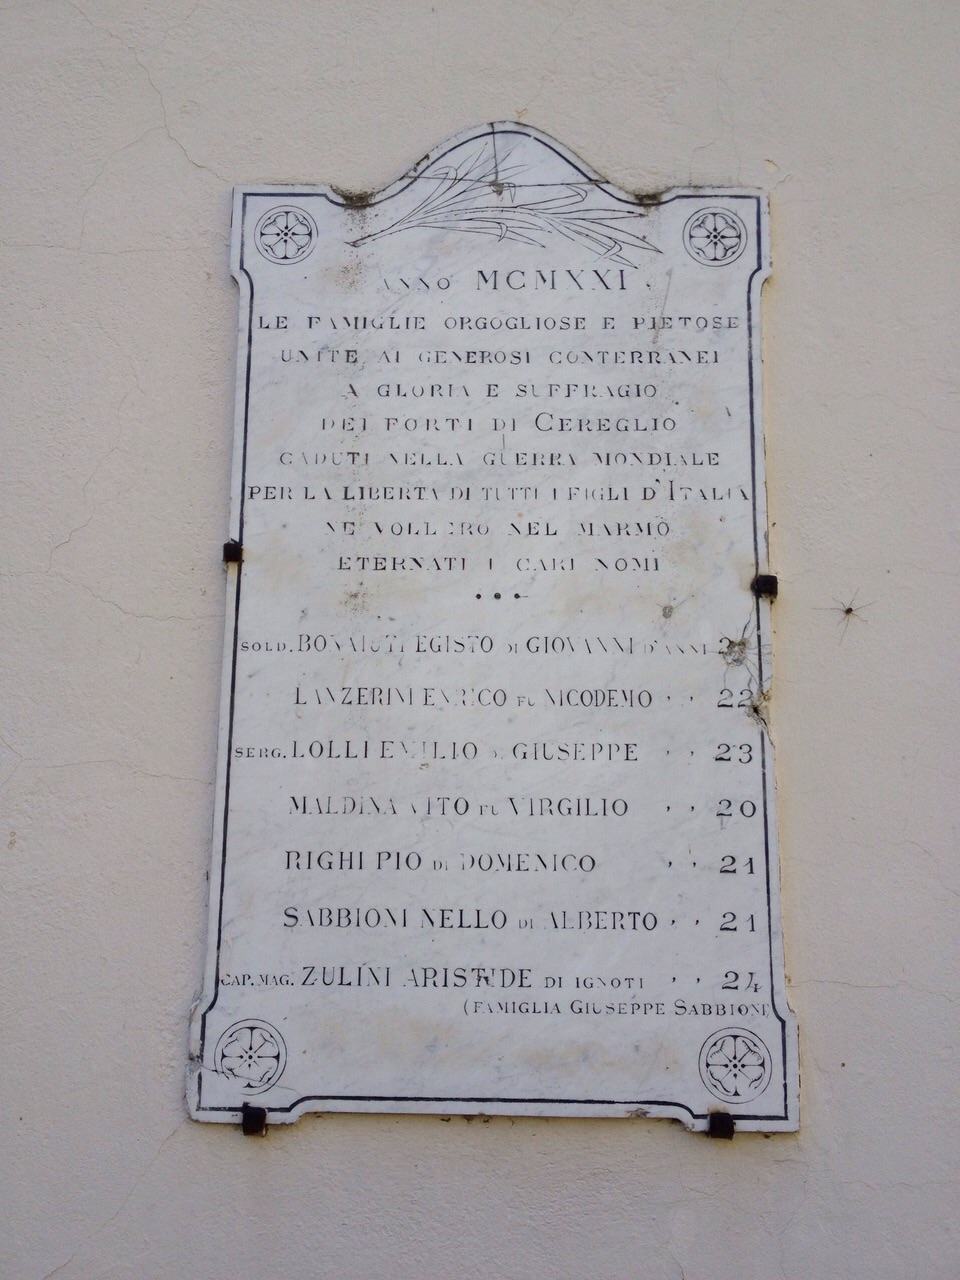 ANNO MCMXXI
LE FAMIGLIE ORGOGLIOSE E PIETOSE
UNITE AI GENEROSI CONTERRANEI
A GLORIA E SUFFRAGIO
DEI FORTI DI CEREGLIO
CADUTI NELLA GUERRA MONDIALE
PER LA LIBERTA DI TUTTI I FIGLI D'ITALIA
NE VOLLERO NEL MARMO
ETERNATI I CARI NOMI
SOLD. BONAIUTI EGISTO DI GIOVANNI D'ANNI
LANZERINI ENRICO FU NICODEMO ,, 22
SERG. LOLLI EMILIO DI GIUSEPPE ,, 23
MALDINA VITO FU VIRGILIO ,, 20
RIGHI PIO DI DOMENICO ,, 21
SABBIONI NELLO DI ALBERTO ,, 21
CAP. MAG. ZULINI ARISTIDE DI IGNOTI ,, 24
(FAMIGLIA GIUSEPPE SABBIONI)